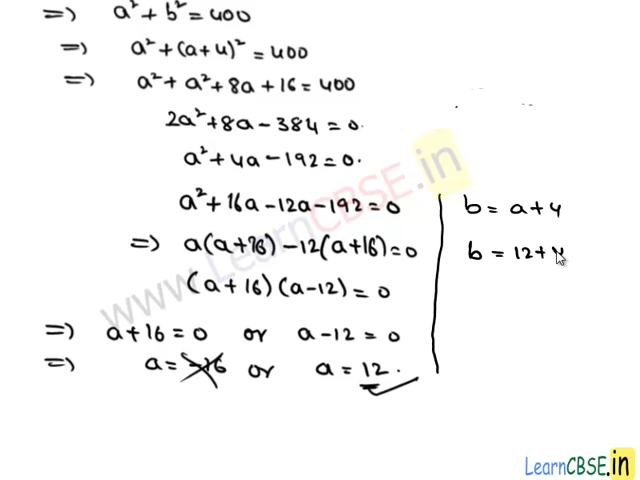 => a² + b² = 400
=> a² + (a+4)² = 400
=> a² + a² + 8a + 16 = 400
2a² + 8a - 384 = 0.
a² + 4a - 192 = 0.
a² + 16a - 12a - 192 = 0
=> a(a+16) - 12(a+16) = 0
(a+16)(a-12) = 0
=> a+16 = 0 or a-12 = 0
=> a = -16 or a = 12.
b = a+4
b = 12+4
www.LearnCBSE.in
LearnCBSE.in